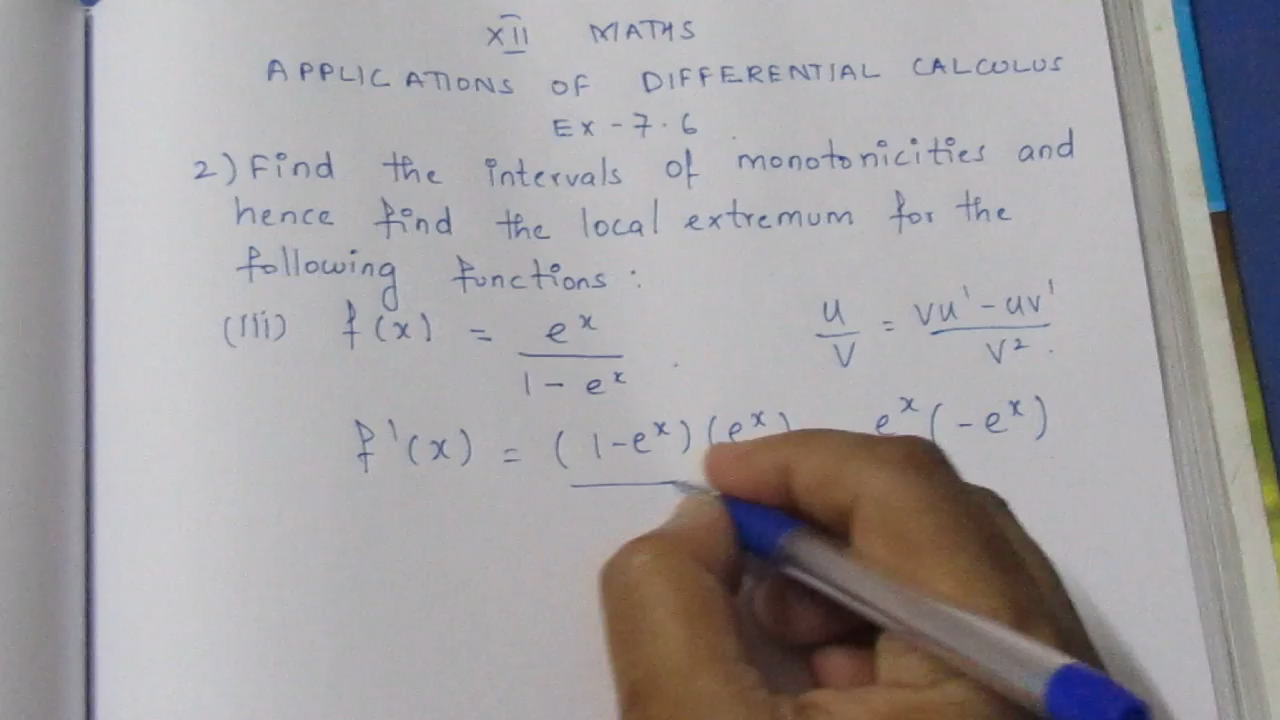 XII MATHS
APPLICATIONS OF DIFFERENTIAL CALCULUS
EX-7.6
2) Find the intervals of monotonicities and
hence find the local extremum for the
following functions :
(iii) f(x) = e^x / (1 - e^x)
u/v = (vu' - uv') / v² .
f'(x) = (1-e^x)(e^x) e^x(-e^x)